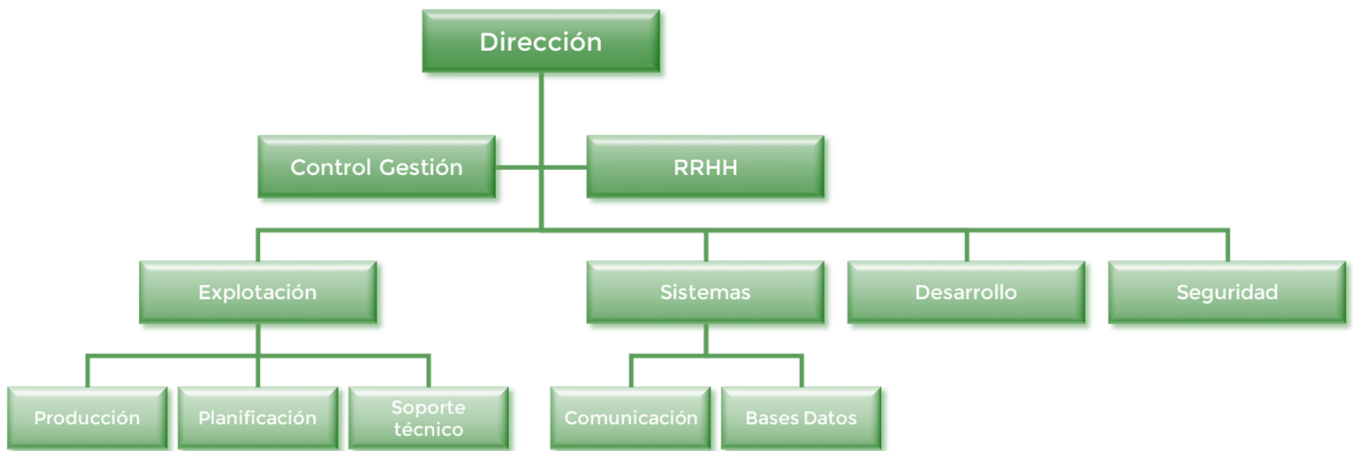 Dirección
Control Gestión
RRHH
Explotación
Sistemas
Desarrollo
Seguridad
Producción
Planificación
Soporte
técnico
Comunicación
Bases Datos